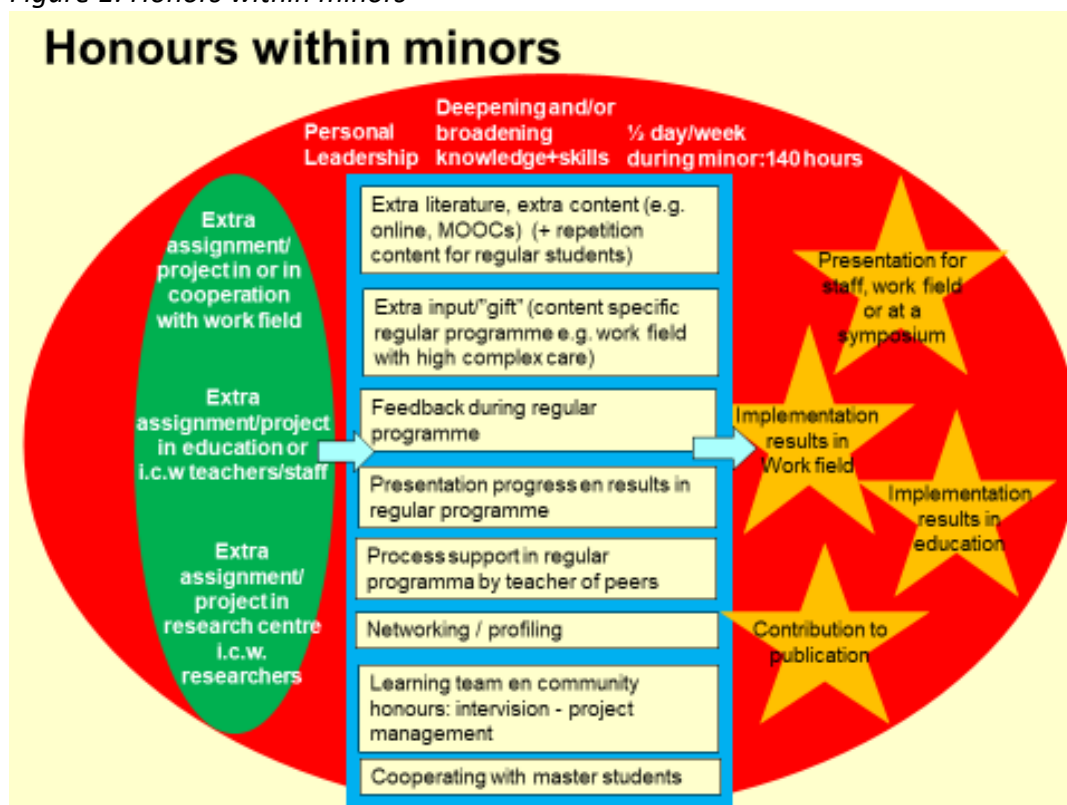 Figure 1: Honors within minors
Honours within minors
Personal
Leadership
Deepening and/or
broadening
knowledge+skills
½ day/week
during minor:140 hours
Extra
assignment/
project in or in
cooperation
with work field
Extra
assignment/project
in education or
i.c.w teachers/staff
Extra
assignment/
project in
research centre
i.c.w.
researchers
Extra literature, extra content (e.g.
online, MOOCs) (+ repetition
content for regular students)
Extra input/"gift" (content specific
regular programme e.g. work field
with high complex care)
Feedback during regular
programme
Presentation progress en results in
regular programme
Process support in regular
programma by teacher of peers
Networking / profiling
Learning team en community
honours: intervision - project
management
Cooperating with master students
Presentation for
staff, work field
or at a
symposium
Implementation
results in
Work field
Implementation
results in
education
Contribution to
publication